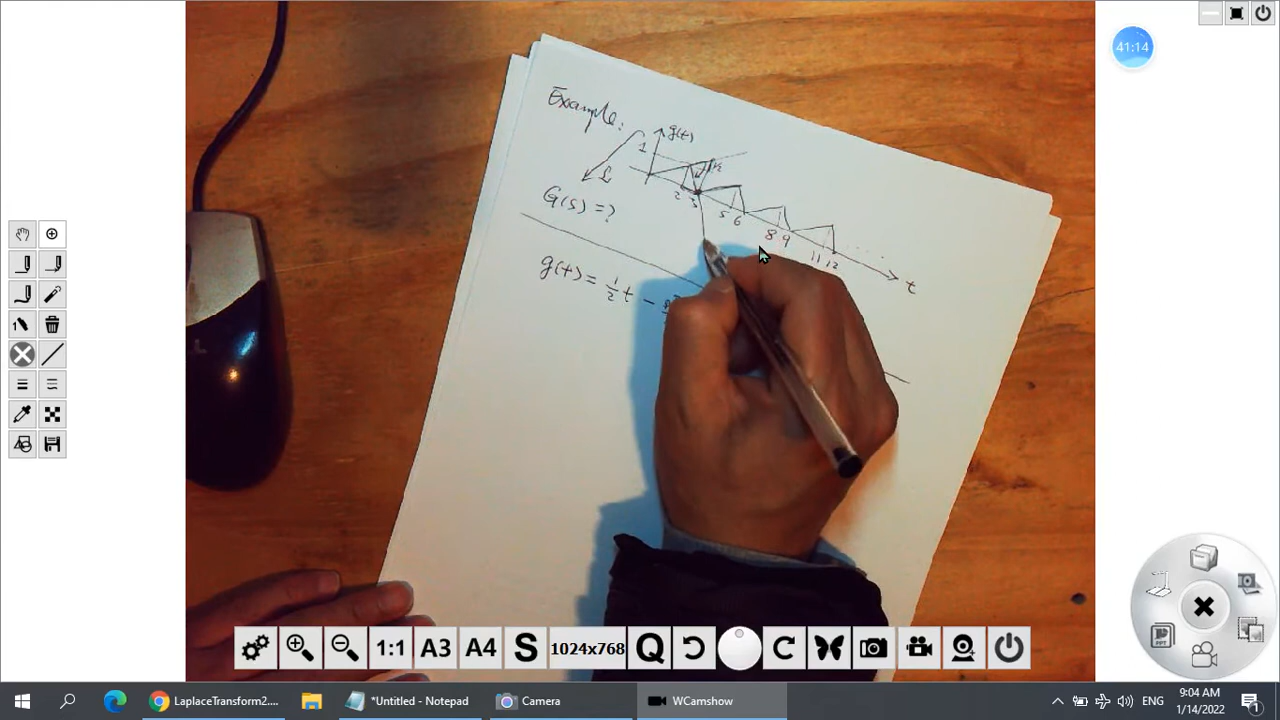 41:14
Example:
g(t)
1
L
2 3 5 6 8 9 11 12
t
G(s) = ?
g(t) = 1/2 t -
1:1 A3 A4 S 1024x768 Q
LaplaceTransform2....
*Untitled - Notepad
Camera
WCamshow
ENG
9:04 AM
1/14/2022